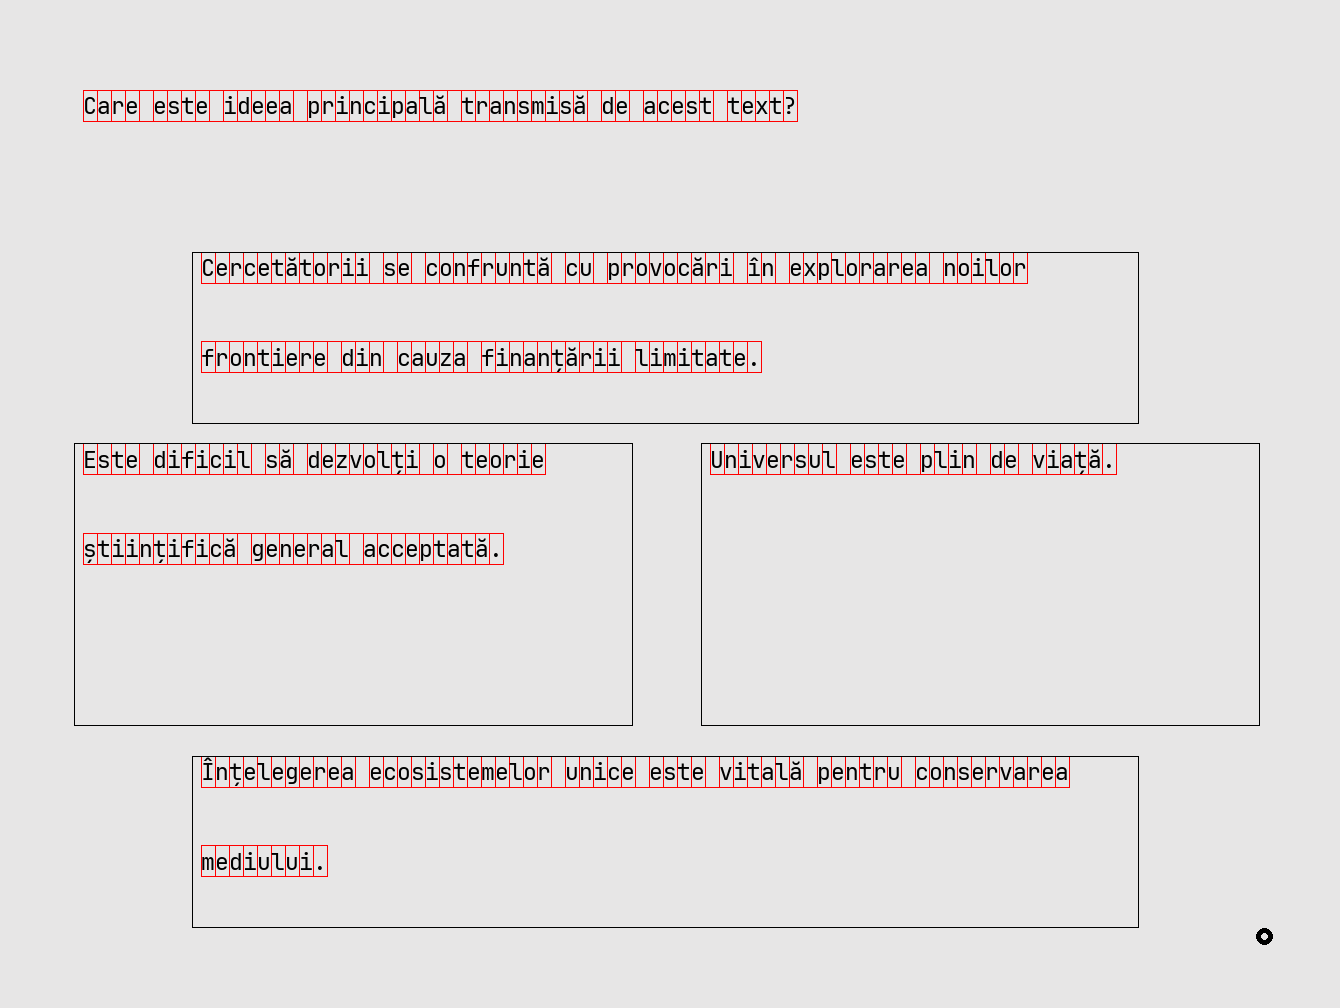 Care este ideea principală transmisă de acest text?
Cercetătorii se confruntă cu provocări în explorarea noilor
frontiere din cauza finanțării limitate.
Este dificil să dezvolți o teorie
științifică general acceptată.
Universul este plin de viață.
Înțelegerea ecosistemelor unice este vitală pentru conservarea
mediului.